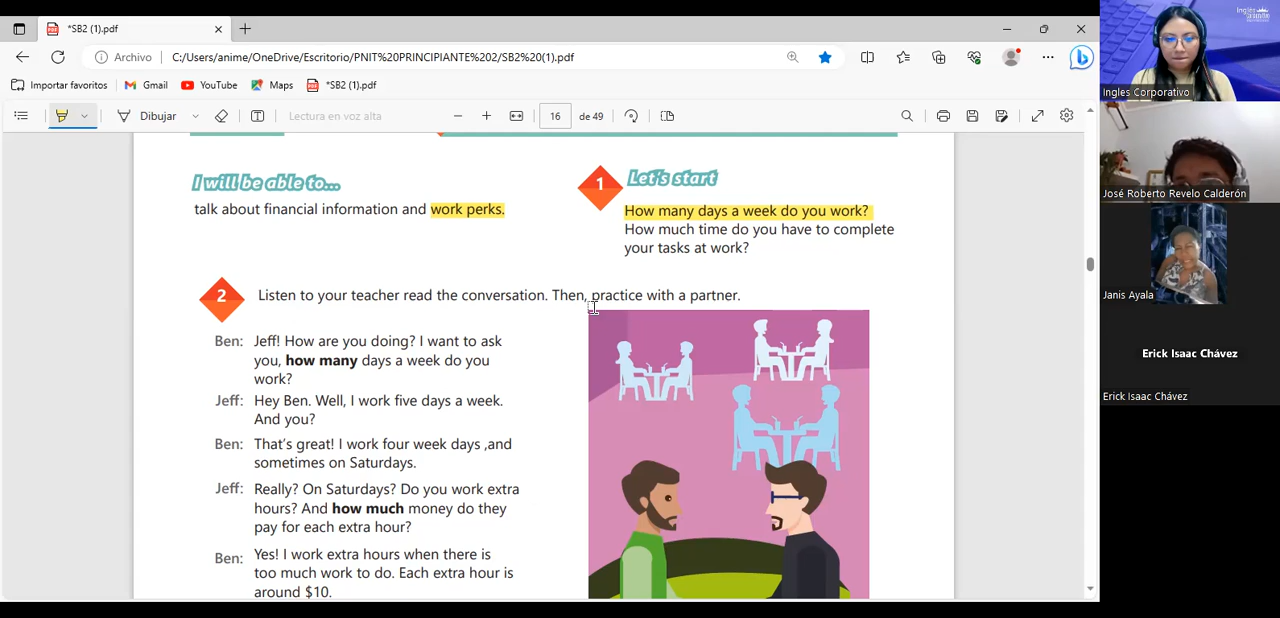 *SB2 (1).pdf
Archivo
C:/Users/anime/OneDrive/Escritorio/PNIT%20PRINCIPIANTE%202/SB2%20(1).pdf
Importar favoritos
Gmail
YouTube
Maps
*SB2 (1).pdf
Dibujar
Lectura en voz alta
16
de 49
I will be able to...
talk about financial information and work perks.
1
Let's start
How many days a week do you work?
How much time do you have to complete
your tasks at work?
2
Listen to your teacher read the conversation. Then, practice with a partner.
Ben: Jeff! How are you doing? I want to ask
you, how many days a week do you
work?
Jeff: Hey Ben. Well, I work five days a week.
And you?
Ben: That's great! I work four week days ,and
sometimes on Saturdays.
Jeff: Really? On Saturdays? Do you work extra
hours? And how much money do they
pay for each extra hour?
Ben: Yes! I work extra hours when there is
too much work to do. Each extra hour is
around $10.
Ingles Corporativo
José Roberto Revelo Calderón
Janis Ayala
Erick Isaac Chávez
Erick Isaac Chávez